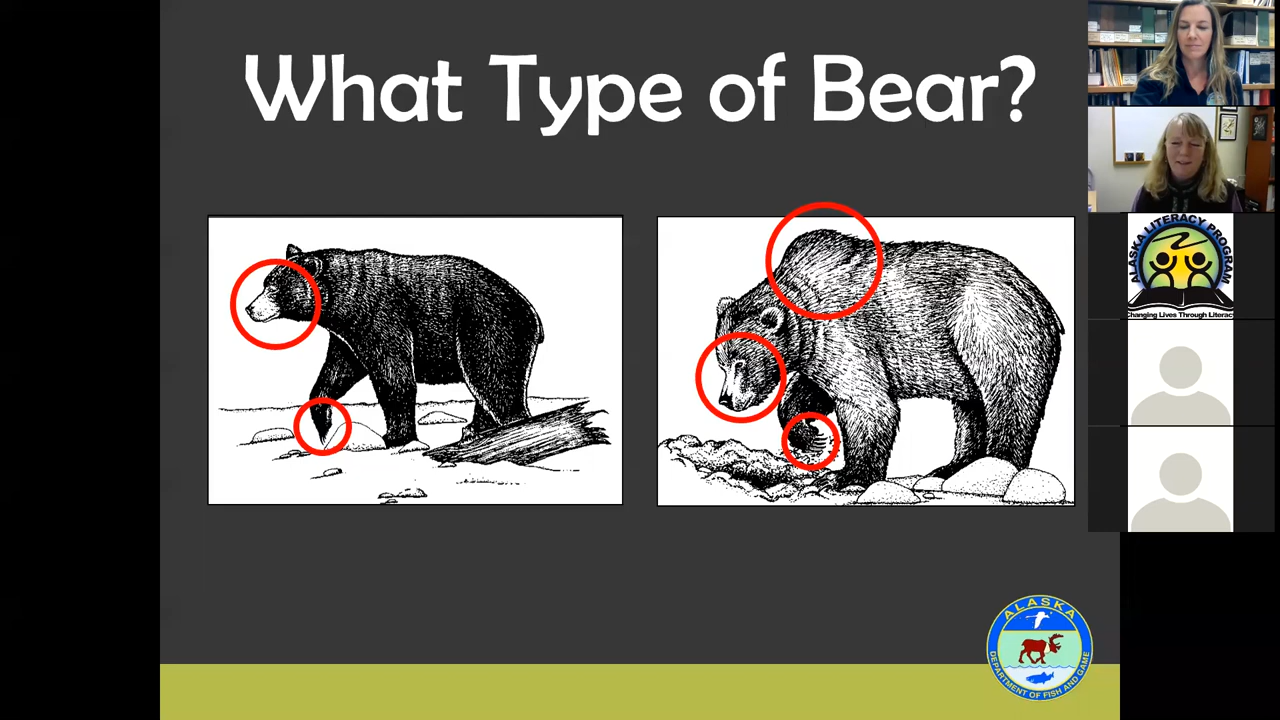 What Type of Bear?
ALASKA LITERACY PROGRAM
Changing Lives Through Literacy
ALASKA
DEPARTMENT OF FISH AND GAME